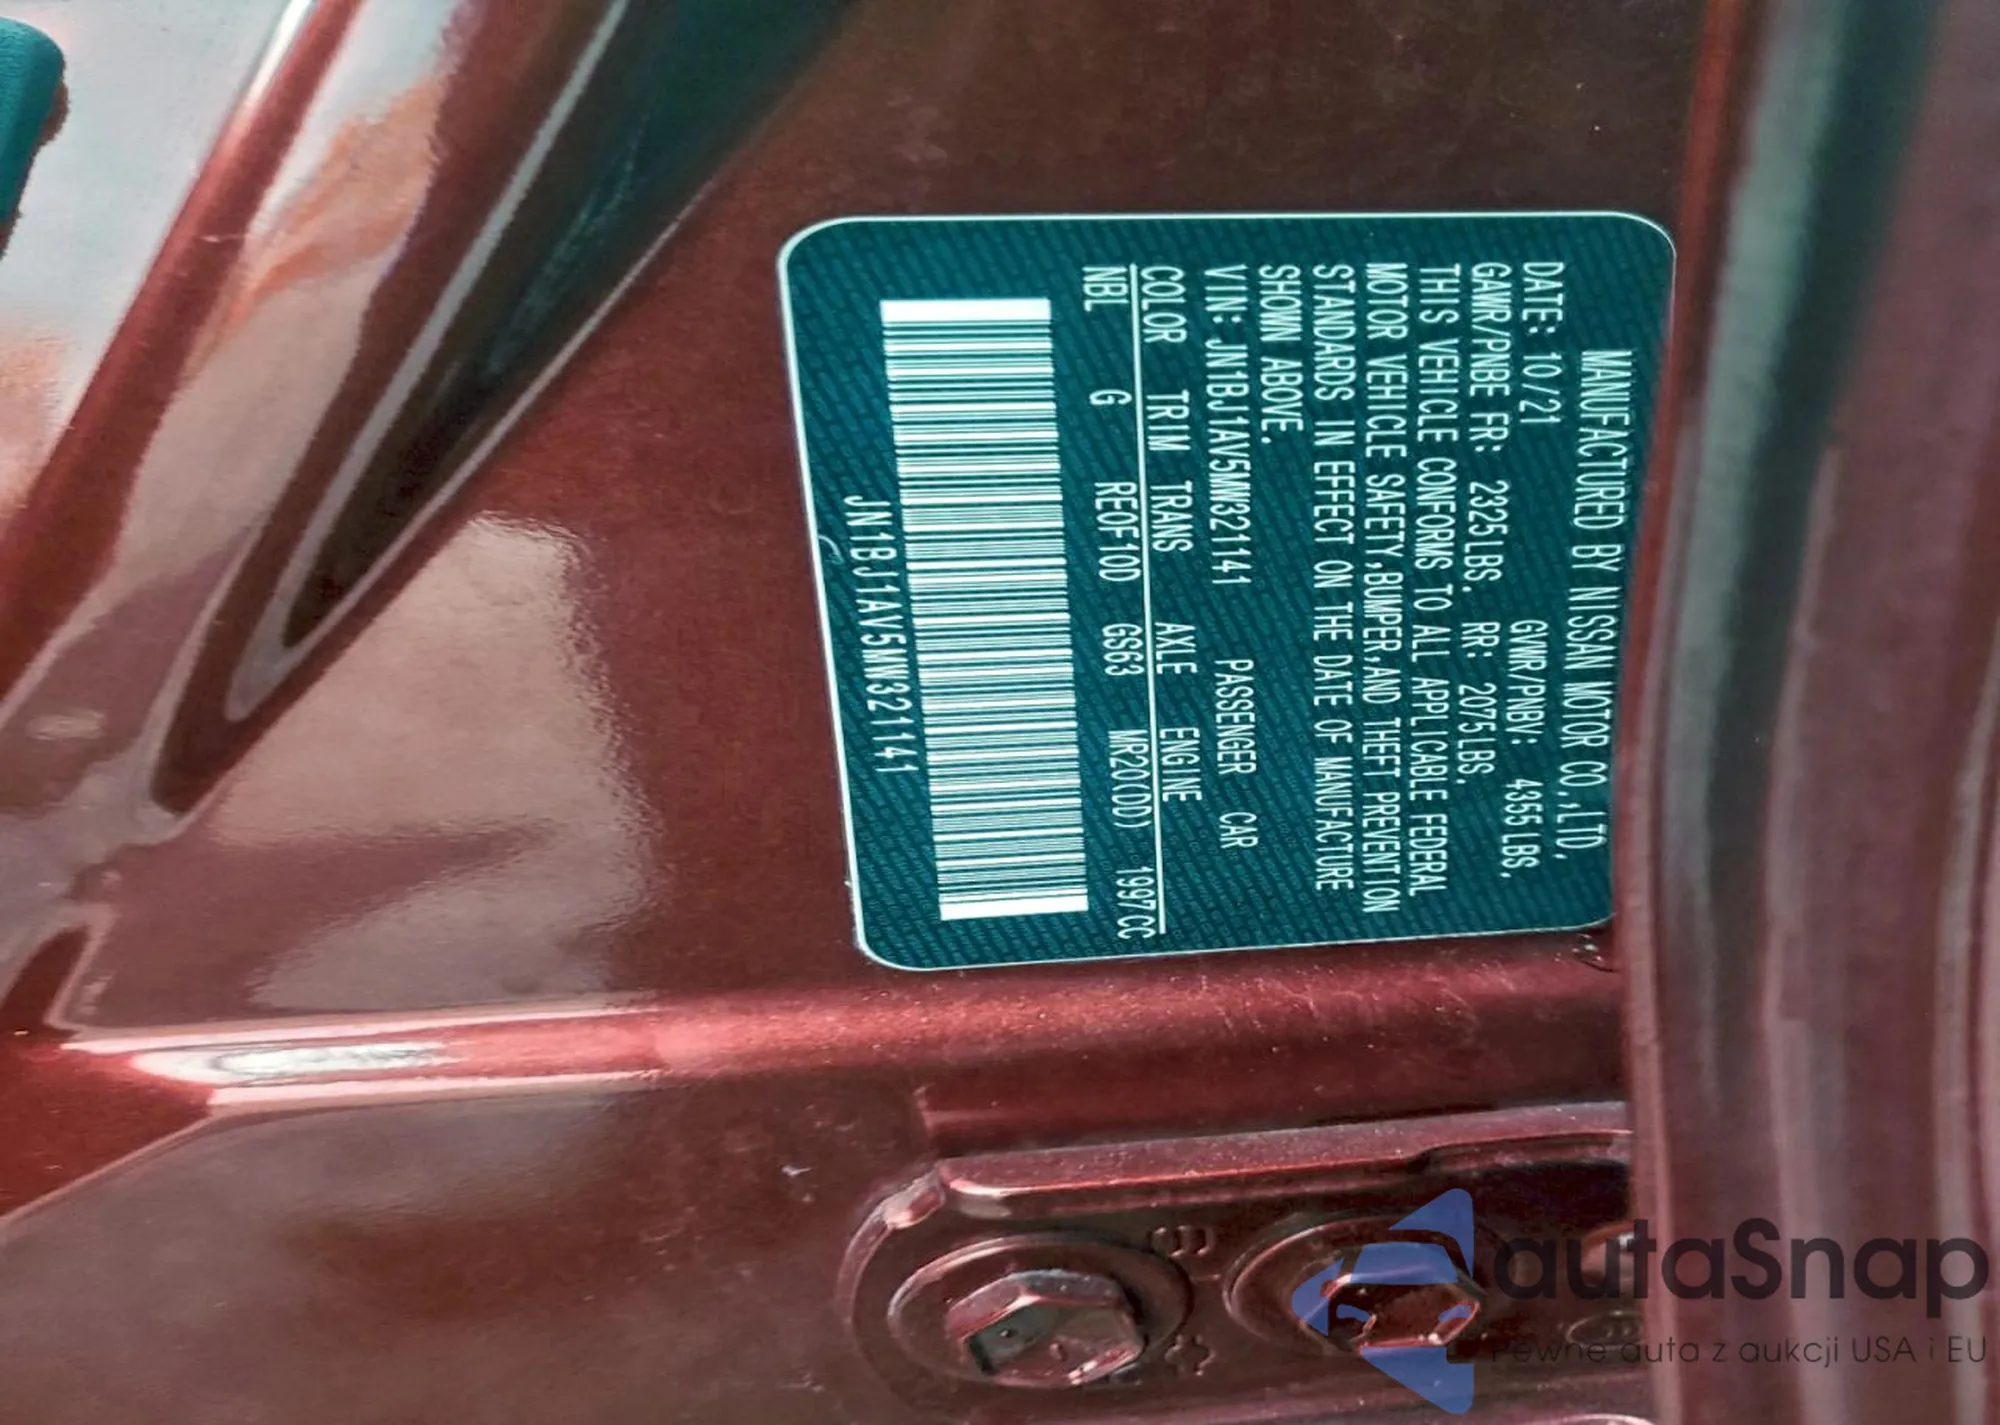 MANUFACTURED BY NISSAN MOTOR CO.,LTD.
DATE: 10/21 GVWR/PNBV: 4355 LBS.
GAWR/PNBE FR: 2325 LBS. RR: 2075 LBS.
THIS VEHICLE CONFORMS TO ALL APPLICABLE FEDERAL
MOTOR VEHICLE SAFETY,BUMPER,AND THEFT PREVENTION
STANDARDS IN EFFECT ON THE DATE OF MANUFACTURE
SHOWN ABOVE.
VIN: JN1BJ1AV5MW321141 PASSENGER CAR
COLOR TRIM TRANS AXLE ENGINE
NBL G RE0F10D GS63 MR20(DD) 1997CC
JN1BJ1AV5MW321141
autaSnap
Pewne auta z aukcji USA i EU